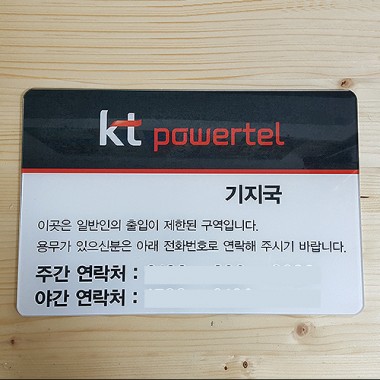 kt powertel
기지국
이곳은 일반인의 출입이 제한된 구역입니다.
용무가 있으신분은 아래 전화번호로 연락해 주시기 바랍니다.
주간 연락처 :
야간 연락처 :